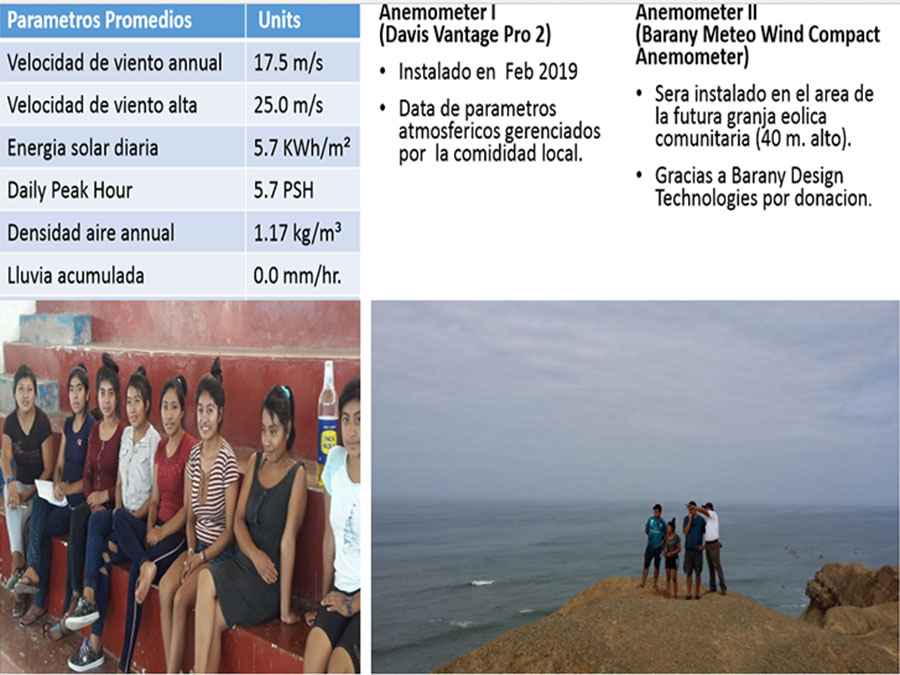 Parametros Promedios Units
Velocidad de viento annual 17.5 m/s
Velocidad de viento alta 25.0 m/s
Energia solar diaria 5.7 KWh/m²
Daily Peak Hour 5.7 PSH
Densidad aire annual 1.17 kg/m³
Lluvia acumulada 0.0 mm/hr.
Anemometer I
(Davis Vantage Pro 2)
• Instalado en Feb 2019
• Data de parametros
atmosfericos gerenciados
por la comididad local.
Anemometer II
(Barany Meteo Wind Compact
Anemometer)
• Sera instalado en el area de
la futura granja eolica
comunitaria (40 m. alto).
• Gracias a Barany Design
Technologies por donacion.